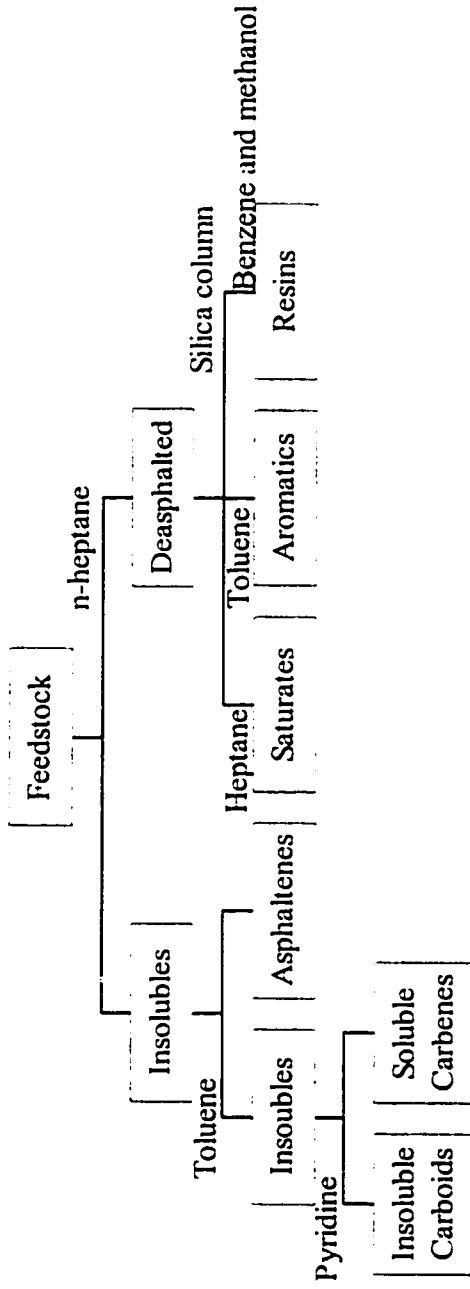 Feedstock
n-heptane
Insolubles
Deasphalted
Silica column
Toluene
Heptane
Toluene
Benzene and methanol
Insoubles
Asphaltenes
Saturates
Aromatics
Resins
Pyridine
Insoluble
Carboids
Soluble
Carbenes